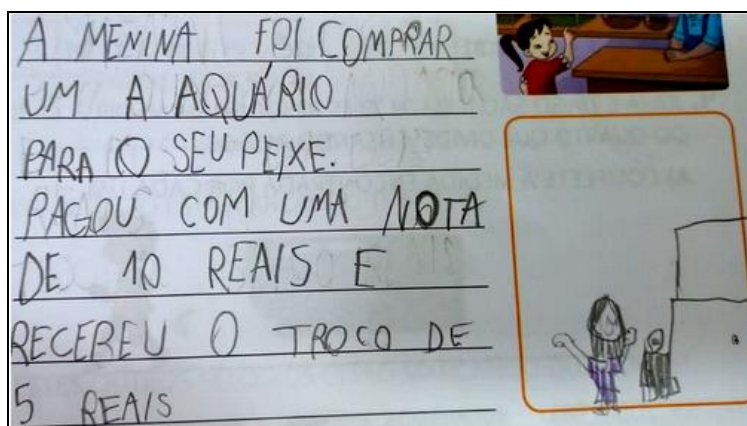 A MENINA FOI COMPRAR
UM A AQUÁRIO
PARA O SEU PEIXE.
PAGOU COM UMA NOTA
DE 10 REAIS E
RECEBEU O TROCO DE
5 REAIS